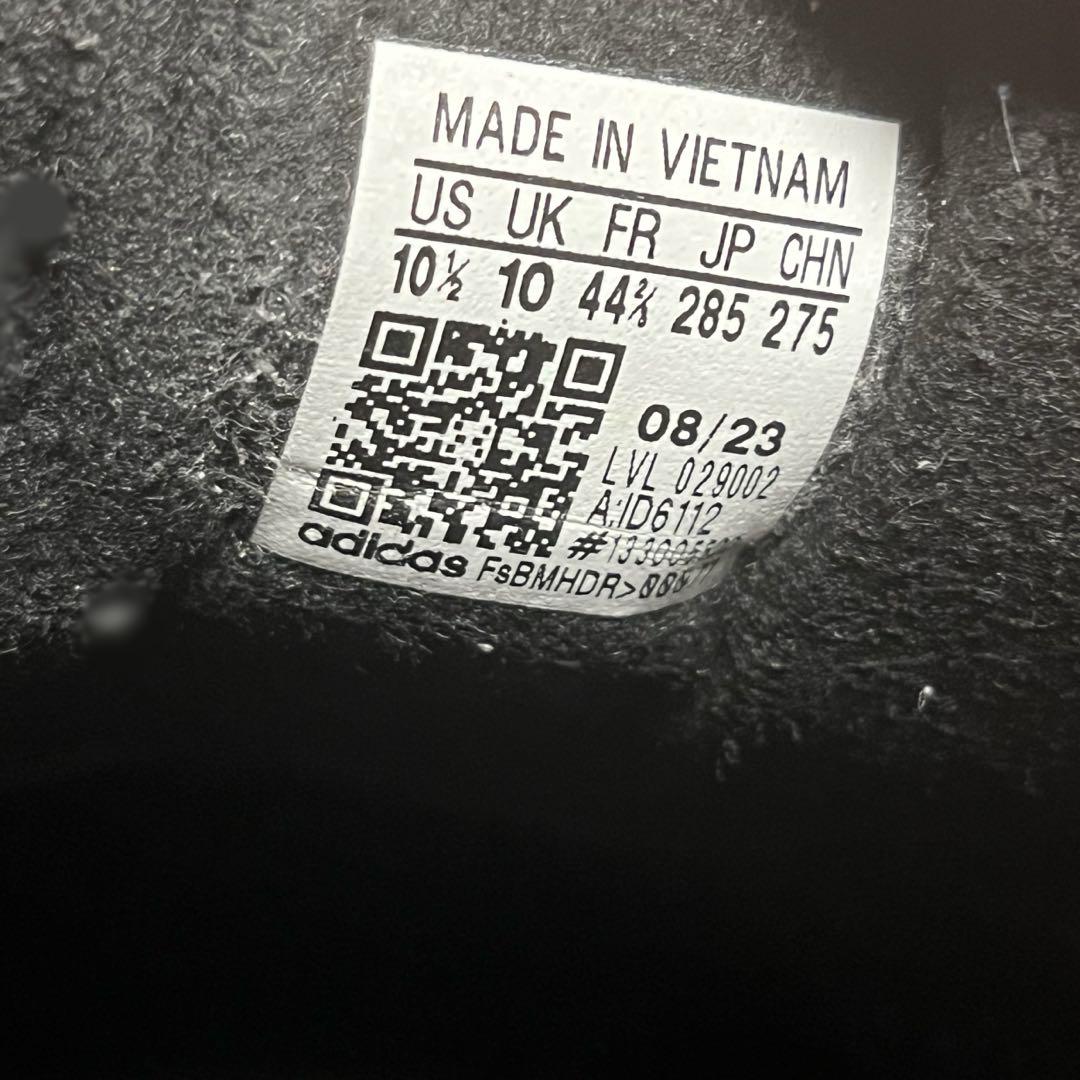 MADE IN VIETNAM
US UK FR JP CHN
10½ 10 44⅔ 285 275
08/23
LVL 029002
A:ID6112
adidas